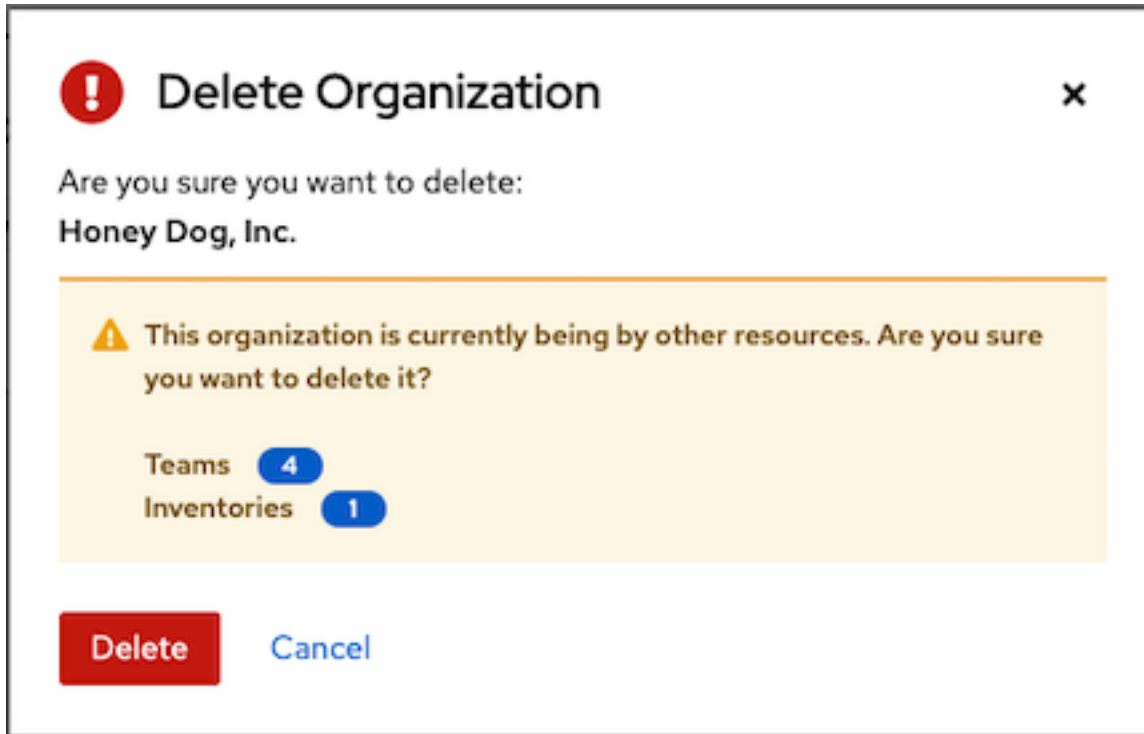 Delete Organization
Are you sure you want to delete:
Honey Dog, Inc.
This organization is currently being by other resources. Are you sure
you want to delete it?
Teams 4
Inventories 1
Delete Cancel